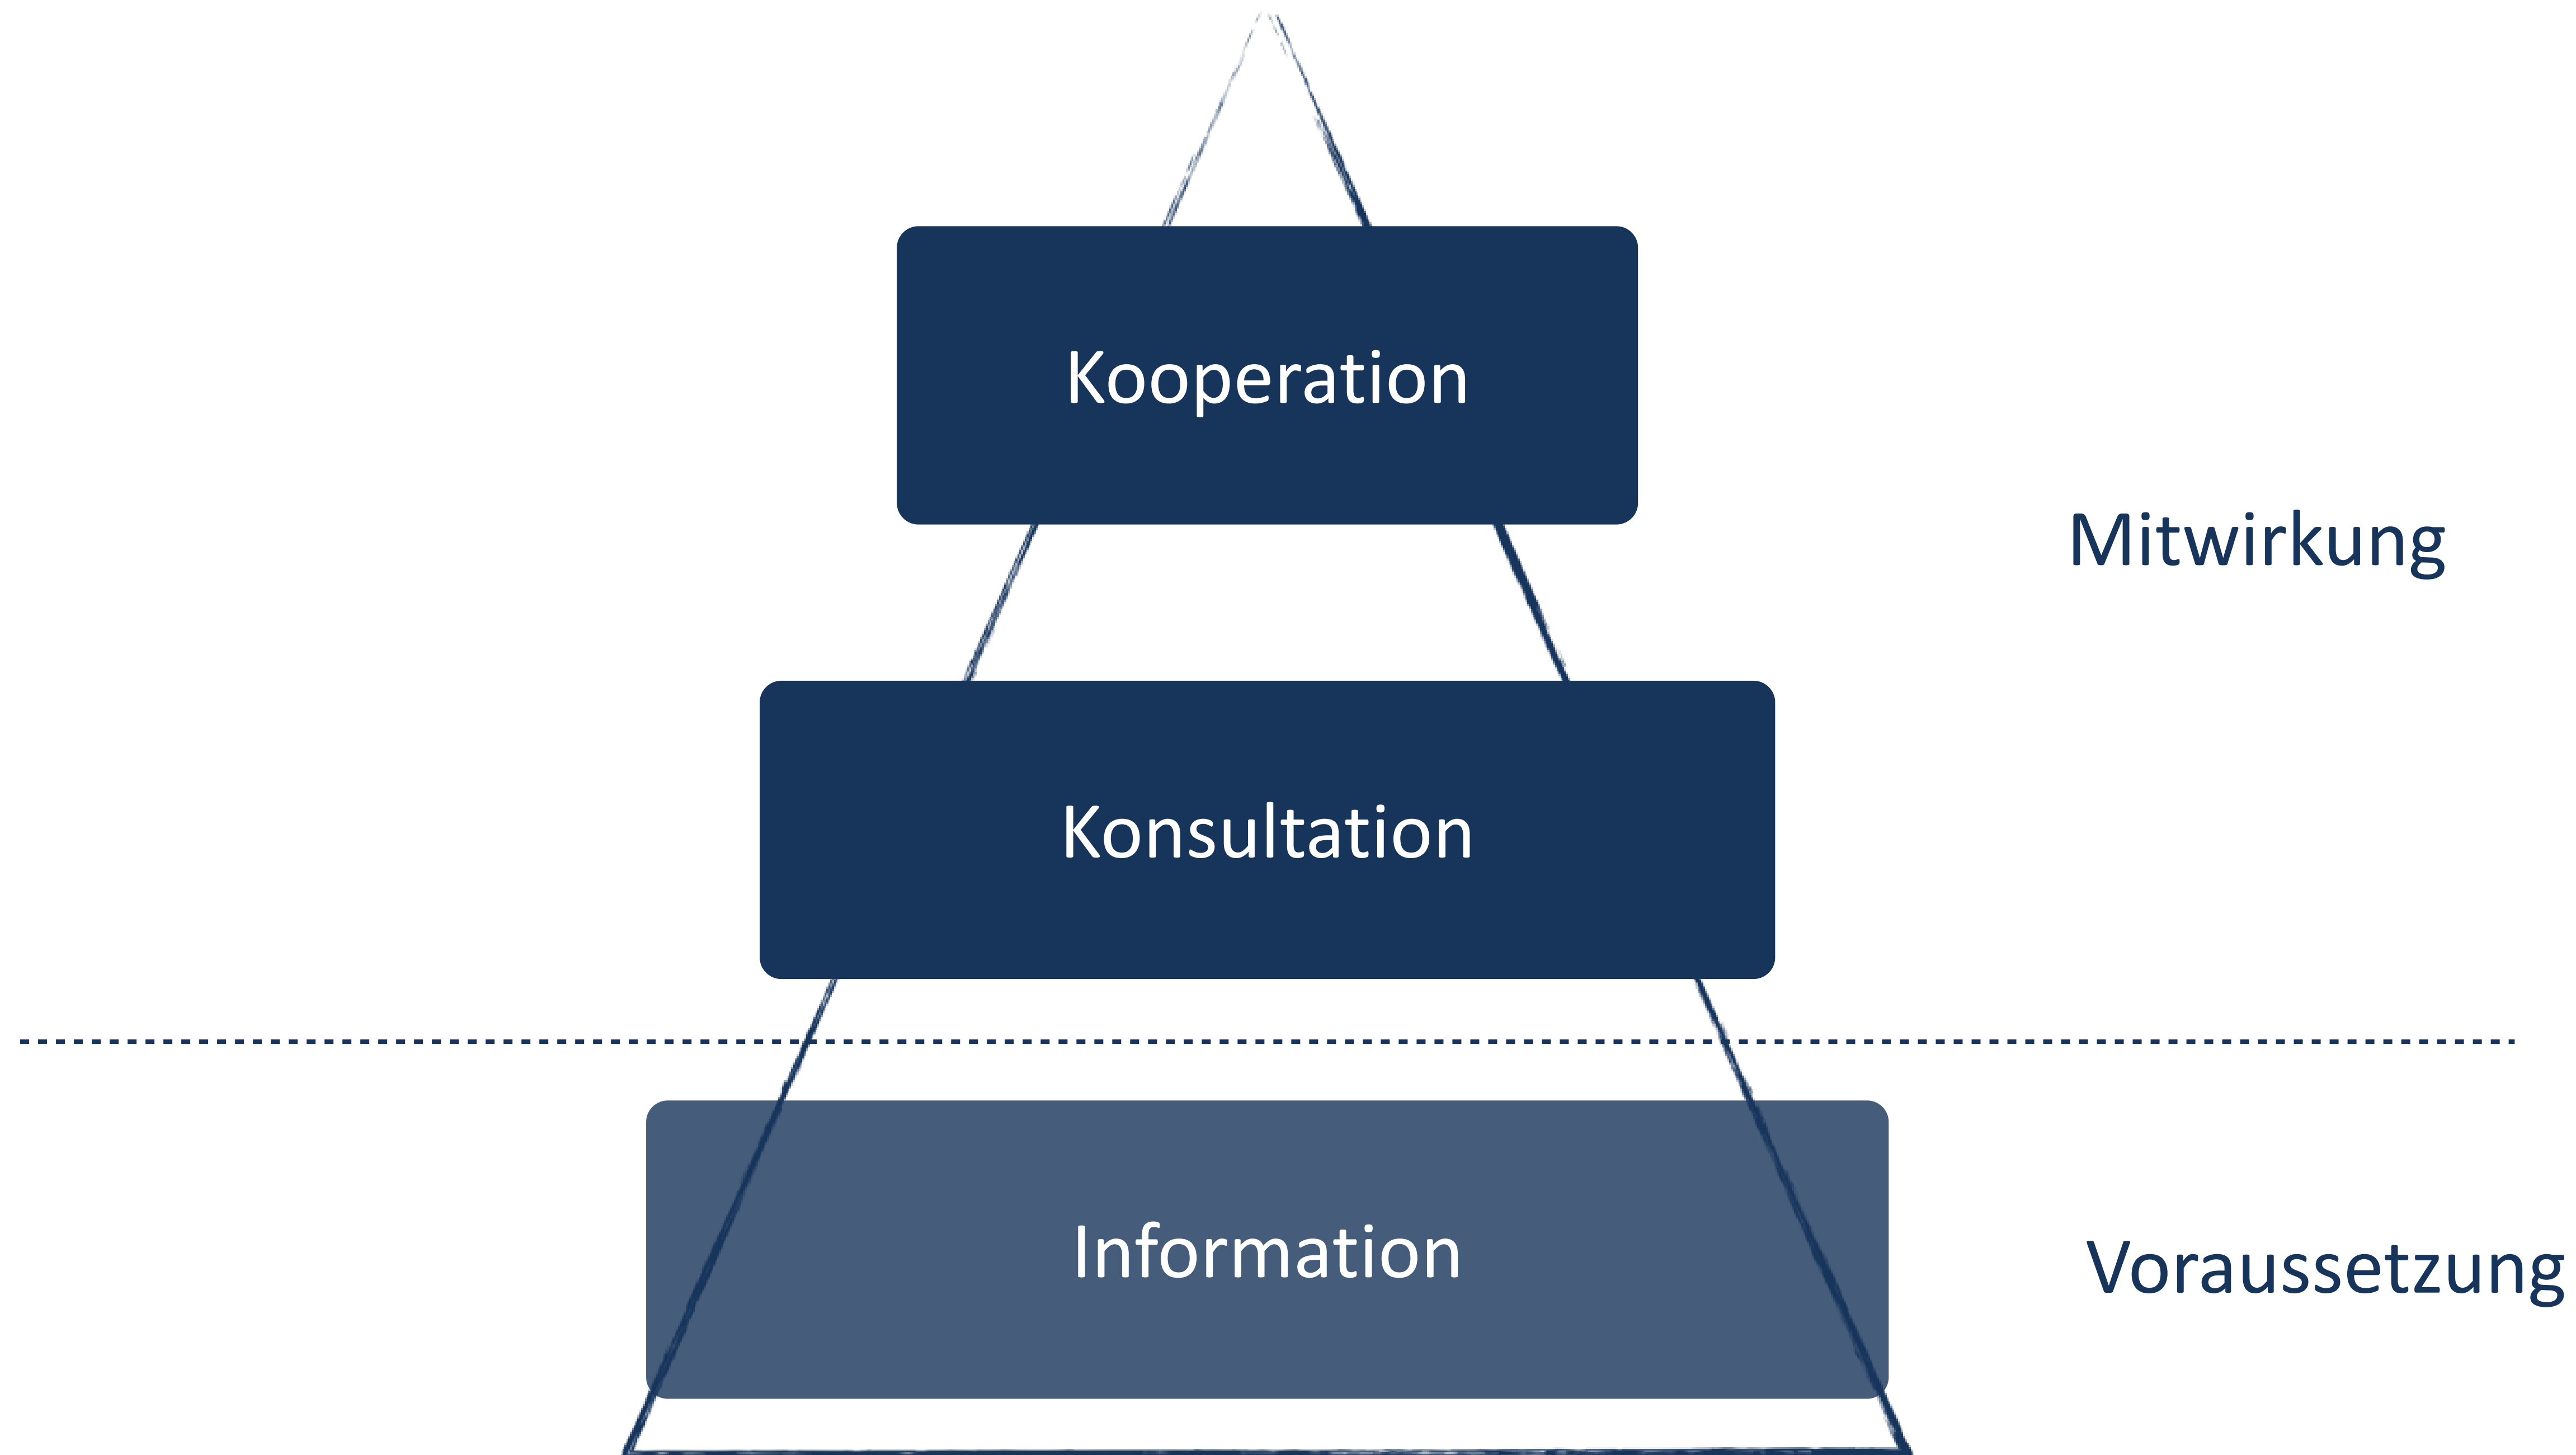 Kooperation
Mitwirkung
Konsultation
Information
Voraussetzung